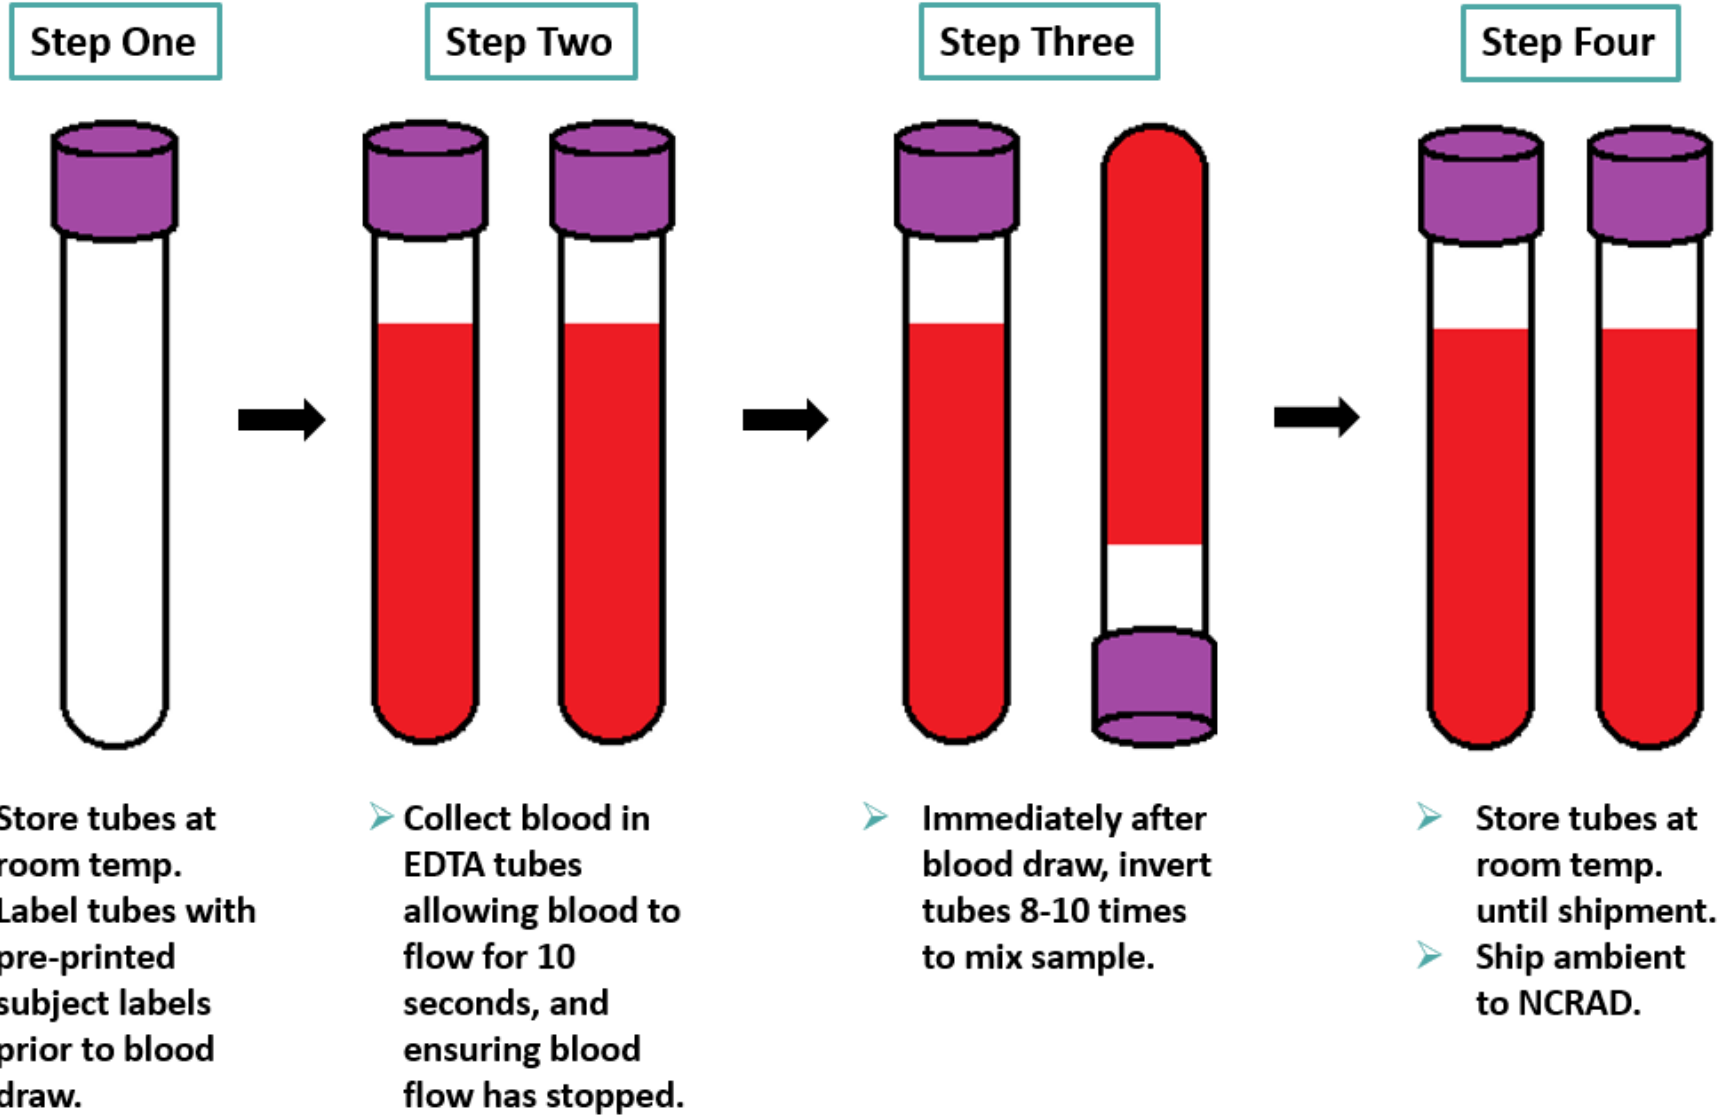 Step One
Step Two
Step Three
Step Four
Store tubes at
room temp.
Label tubes with
pre-printed
subject labels
prior to blood
draw.
Collect blood in
EDTA tubes
allowing blood to
flow for 10
seconds, and
ensuring blood
flow has stopped.
Immediately after
blood draw, invert
tubes 8-10 times
to mix sample.
Store tubes at
room temp.
until shipment.
Ship ambient
to NCRAD.